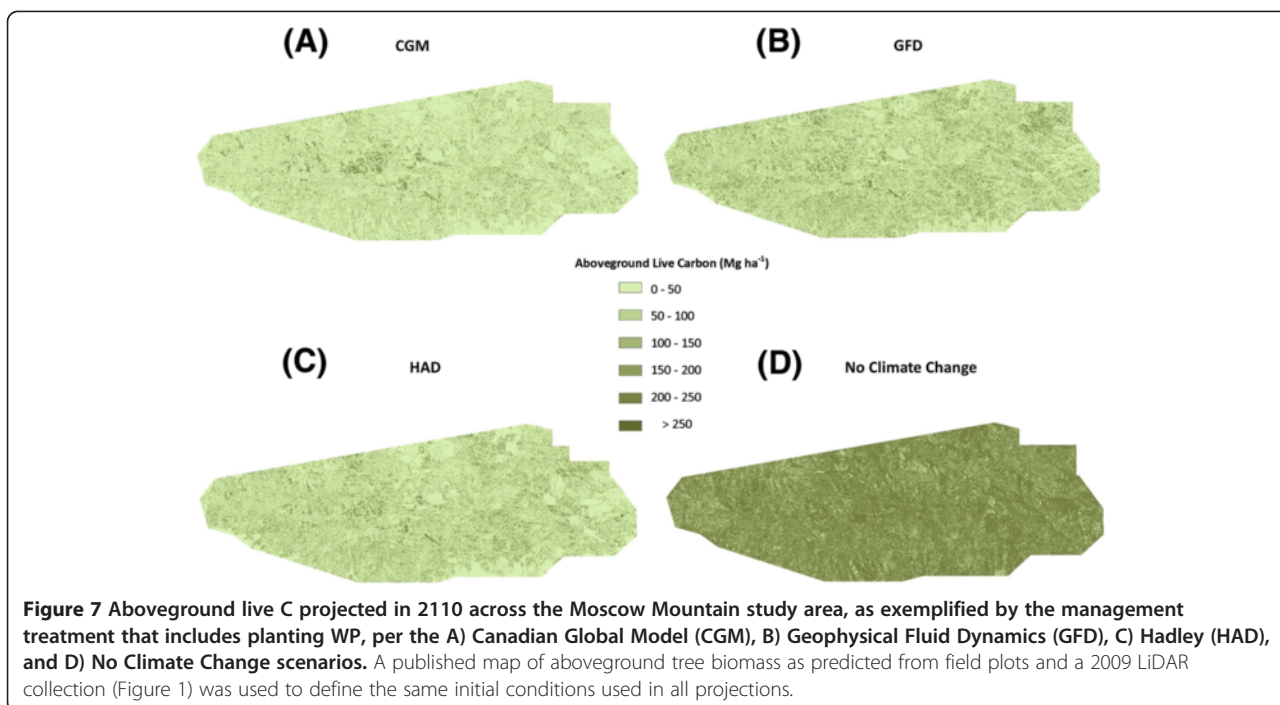 (A) CGM
(B) GFD
Aboveground Live Carbon (Mg ha⁻¹)
0 - 50
50 - 100
100 - 150
150 - 200
200 - 250
> 250
(C) HAD
(D) No Climate Change
Figure 7 Aboveground live C projected in 2110 across the Moscow Mountain study area, as exemplified by the management
treatment that includes planting WP, per the A) Canadian Global Model (CGM), B) Geophysical Fluid Dynamics (GFD), C) Hadley (HAD),
and D) No Climate Change scenarios. A published map of aboveground tree biomass as predicted from field plots and a 2009 LiDAR
collection (Figure 1) was used to define the same initial conditions used in all projections.